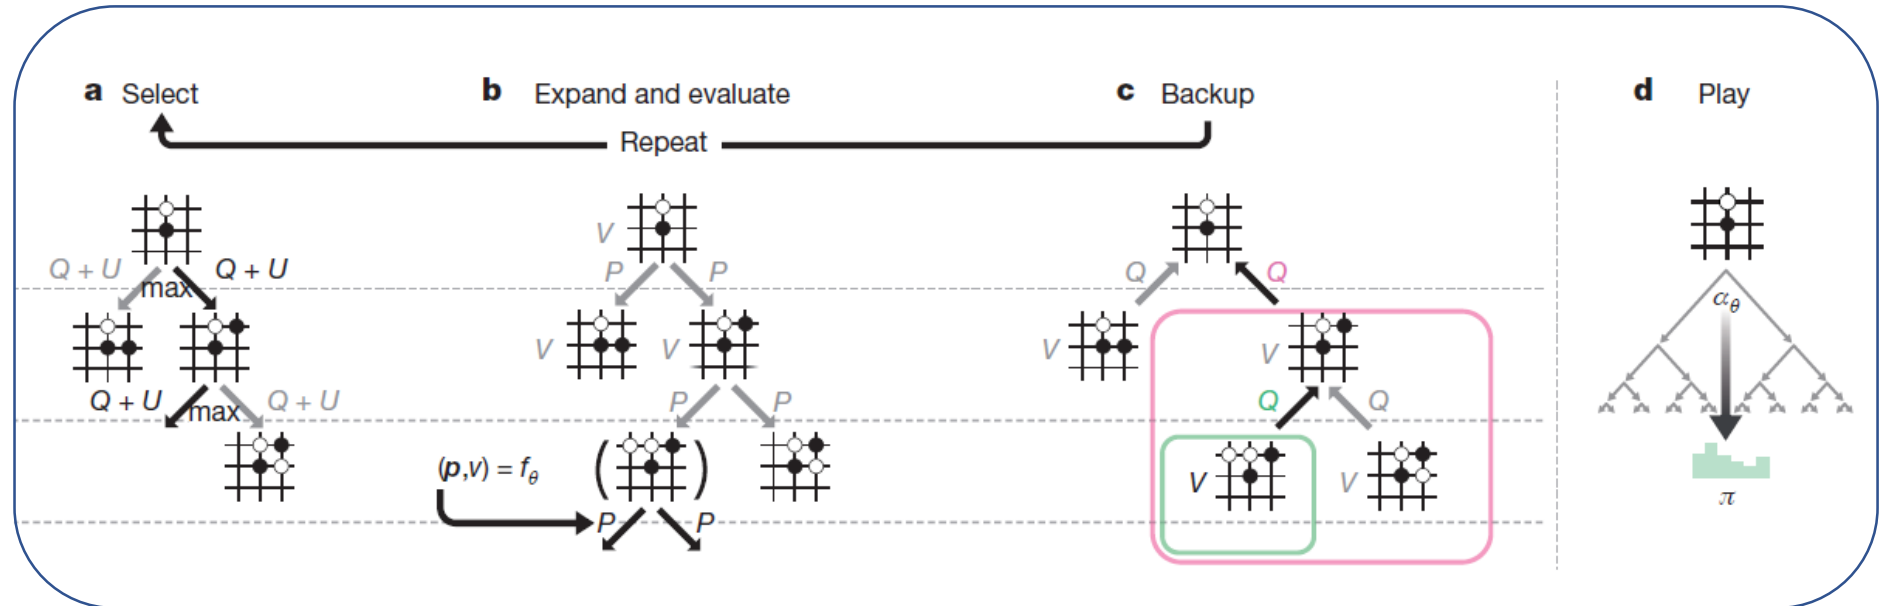 a Select
b Expand and evaluate
c Backup
d Play
Repeat
Q + U
Q + U
max
Q + U
max
Q + U
V
P
P
V
V
P
P
(p,v) = fθ
P
P
Q
Q
V
V
Q
Q
V
V
αθ
π